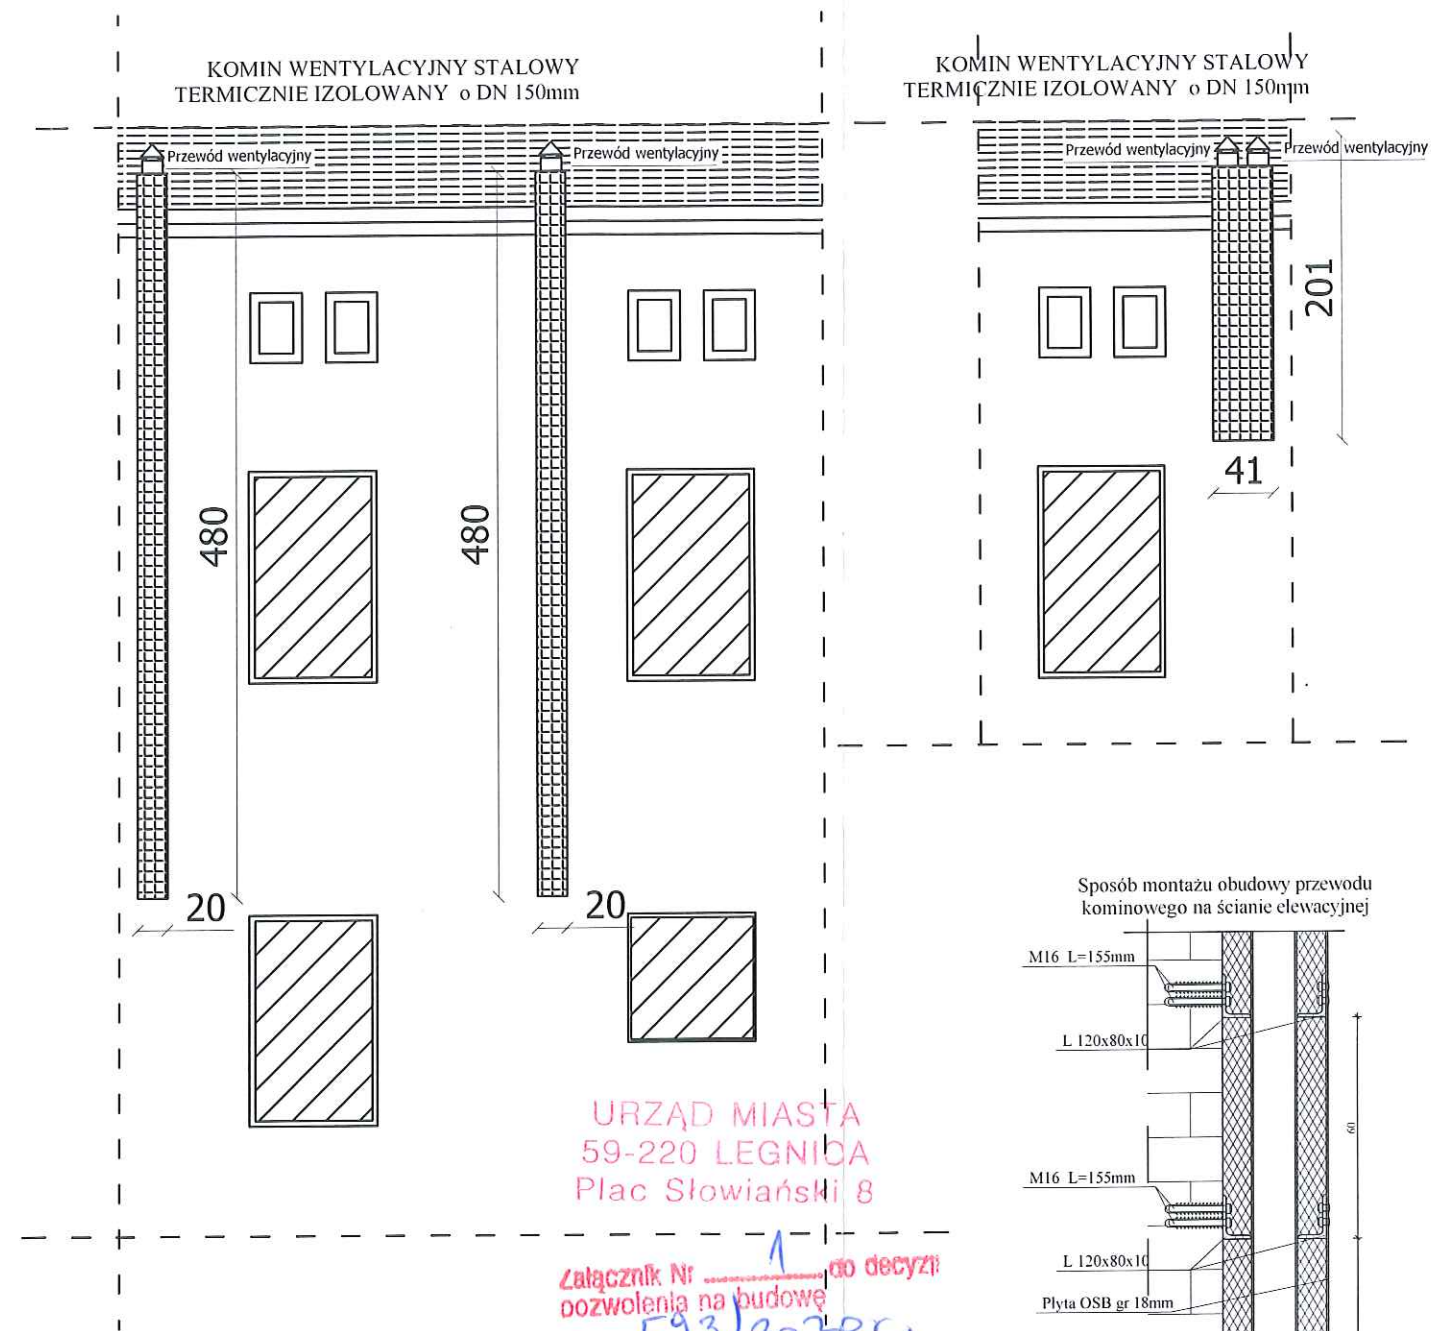 KOMIN WENTYLACYJNY STALOWY
TERMICZNIE IZOLOWANY o DN 150mm
KOMIN WENTYLACYJNY STALOWY
TERMICZNIE IZOLOWANY o DN 150mm
Przewód wentylacyjny
Przewód wentylacyjny
Przewód wentylacyjny
Przewód wentylacyjny
201
41
480
480
20
20
Sposób montażu obudowy przewodu
kominowego na ścianie elewacyjnej
M16 L=155mm
L 120x80x10
60
M16 L=155mm
L 120x80x10
Płyta OSB gr 18mm
URZĄD MIASTA
59-220 LEGNICA
Plac Słowiański 8
Załącznik Nr 1 do decyzji
pozwolenia na budowę